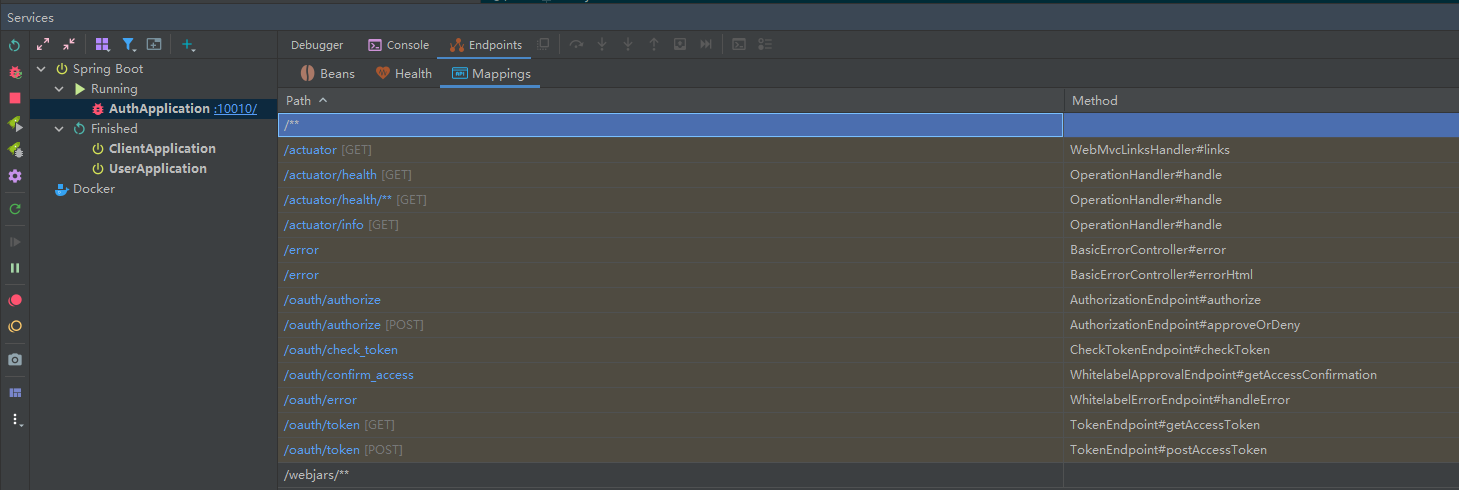 Services
Debugger Console Endpoints
Spring Boot
Running
AuthApplication :10010/
Finished
ClientApplication
UserApplication
Docker
Beans Health Mappings
Path Method
/**
/actuator [GET] WebMvcLinksHandler#links
/actuator/health [GET] OperationHandler#handle
/actuator/health/** [GET] OperationHandler#handle
/actuator/info [GET] OperationHandler#handle
/error BasicErrorController#error
/error BasicErrorController#errorHtml
/oauth/authorize AuthorizationEndpoint#authorize
/oauth/authorize [POST] AuthorizationEndpoint#approveOrDeny
/oauth/check_token CheckTokenEndpoint#checkToken
/oauth/confirm_access WhitelabelApprovalEndpoint#getAccessConfirmation
/oauth/error WhitelabelErrorEndpoint#handleError
/oauth/token [GET] TokenEndpoint#getAccessToken
/oauth/token [POST] TokenEndpoint#postAccessToken
/webjars/**